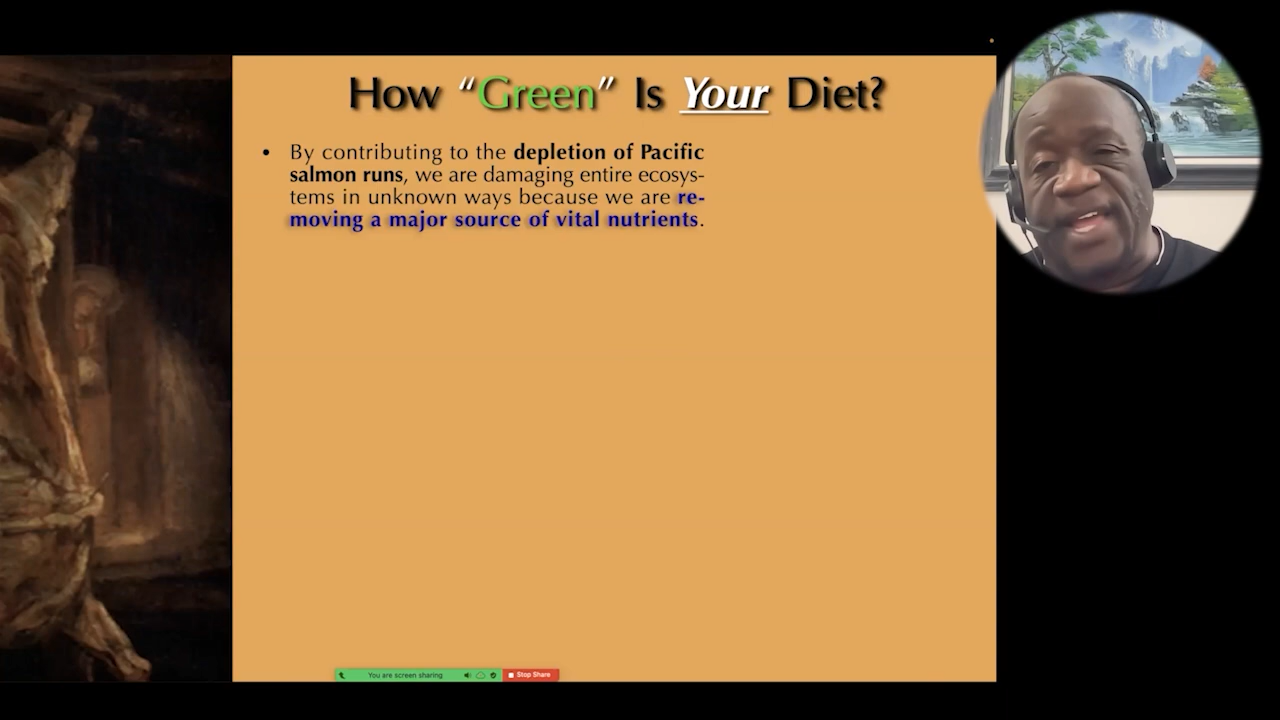 How “Green” Is Your Diet?
• By contributing to the depletion of Pacific
salmon runs, we are damaging entire ecosys-
tems in unknown ways because we are re-
moving a major source of vital nutrients.
You are screen sharing
Stop Share